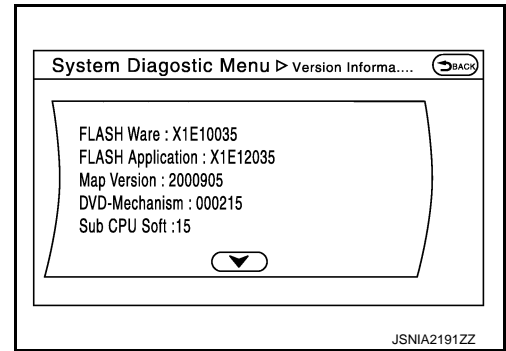 System Diagostic Menu ▷ Version Informa....
BACK
FLASH Ware : X1E10035
FLASH Application : X1E12035
Map Version : 2000905
DVD-Mechanism : 000215
Sub CPU Soft :15
JSNIA2191ZZ